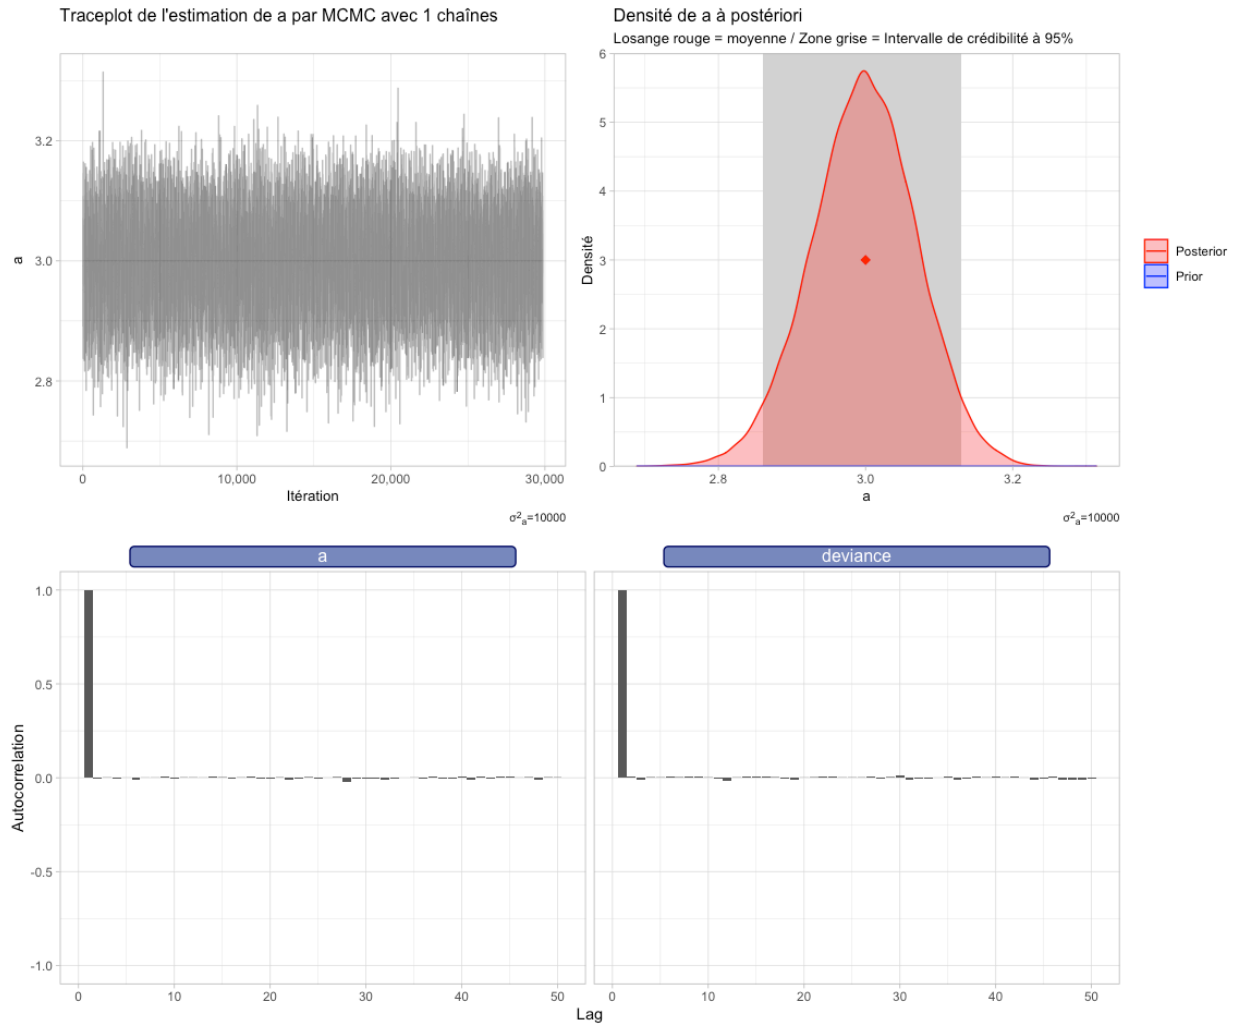 Traceplot de l'estimation de a par MCMC avec 1 chaînes
3.2
3.0
2.8
a
0
10,000
20,000
30,000
Itération
σ²ₐ=10000
Densité de a à postériori
Losange rouge = moyenne / Zone grise = Intervalle de crédibilité à 95%
6
5
4
3
2
1
0
Densité
2.8
3.0
3.2
a
σ²ₐ=10000
Posterior
Prior
a
deviance
1.0
0.5
0.0
-0.5
-1.0
Autocorrelation
0
10
20
30
40
50
0
10
20
30
40
50
Lag